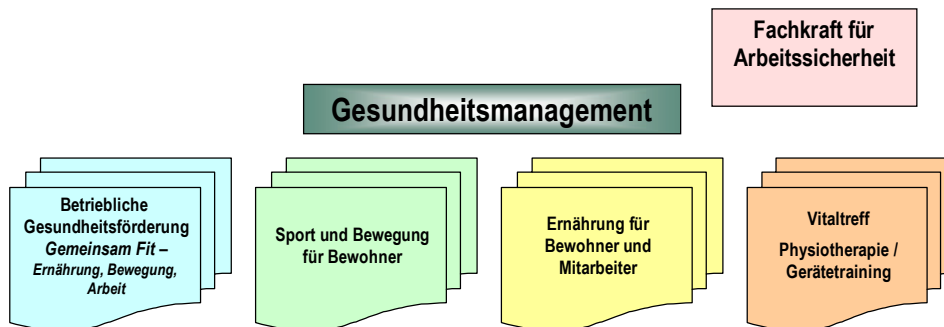 Fachkraft für
Arbeitssicherheit
Gesundheitsmanagement
Betriebliche
Gesundheitsförderung
Gemeinsam Fit –
Ernährung, Bewegung,
Arbeit
Sport und Bewegung
für Bewohner
Ernährung für
Bewohner und
Mitarbeiter
Vitaltreff
Physiotherapie /
Gerätetraining